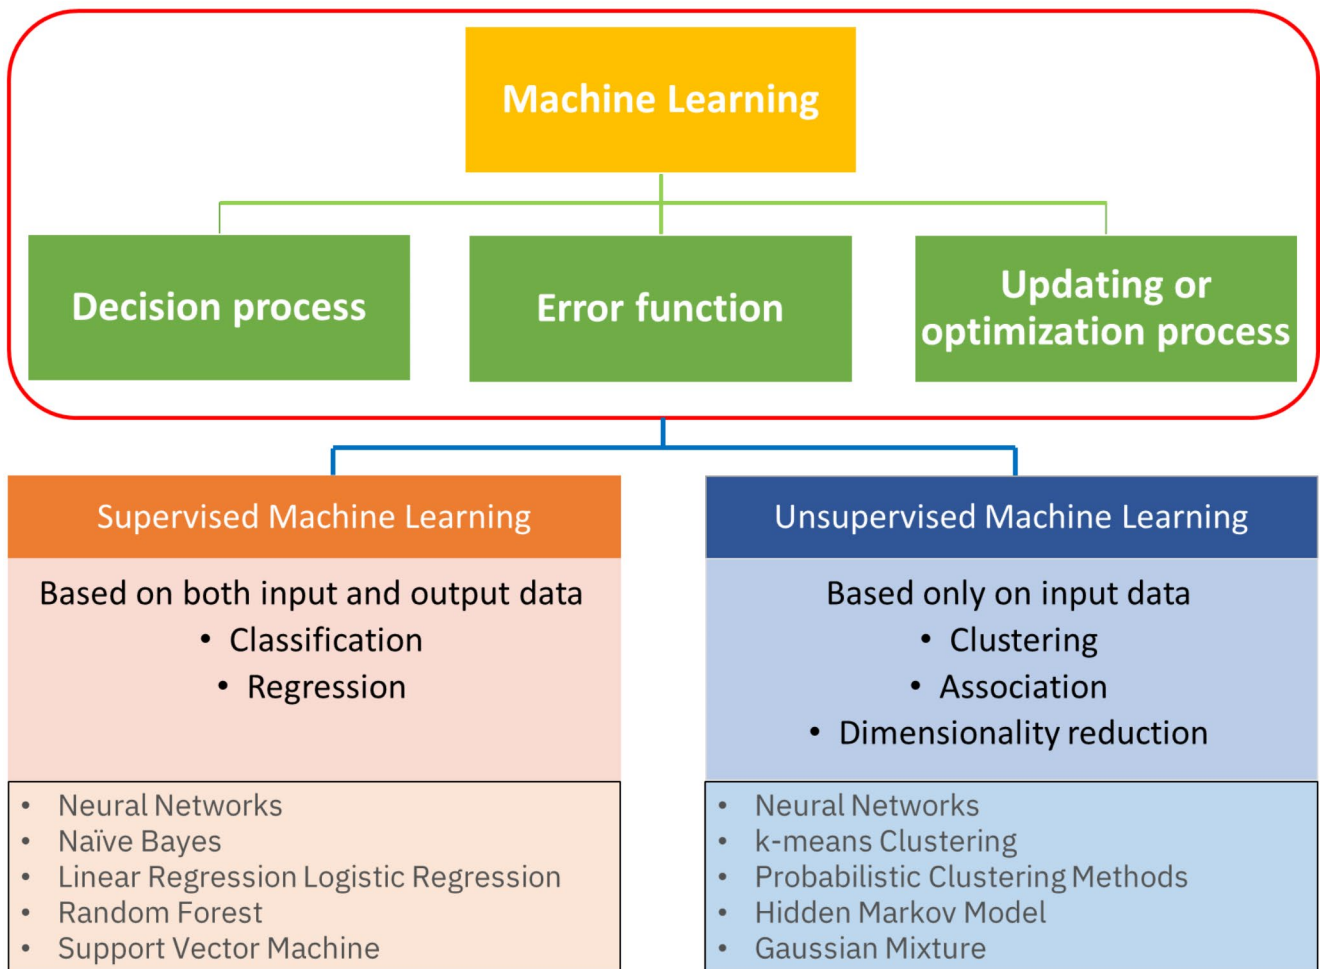 Machine Learning
Decision process
Error function
Updating or
optimization process
Supervised Machine Learning
Based on both input and output data
• Classification
• Regression
• Neural Networks
• Naïve Bayes
• Linear Regression Logistic Regression
• Random Forest
• Support Vector Machine
Unsupervised Machine Learning
Based only on input data
• Clustering
• Association
• Dimensionality reduction
• Neural Networks
• k-means Clustering
• Probabilistic Clustering Methods
• Hidden Markov Model
• Gaussian Mixture